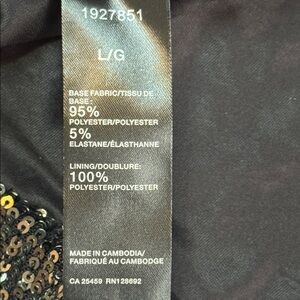 1927851
L/G
BASE FABRIC/TISSU DE
BASE:
95%
POLYESTER/POLYESTER
5%
ELASTANE/ÉLASTHANNE
LINING/DOUBLURE:
100%
POLYESTER/POLYESTER
MADE IN CAMBODIA/
FABRIQUÉ AU CAMBODGE
CA 25459 RN128692